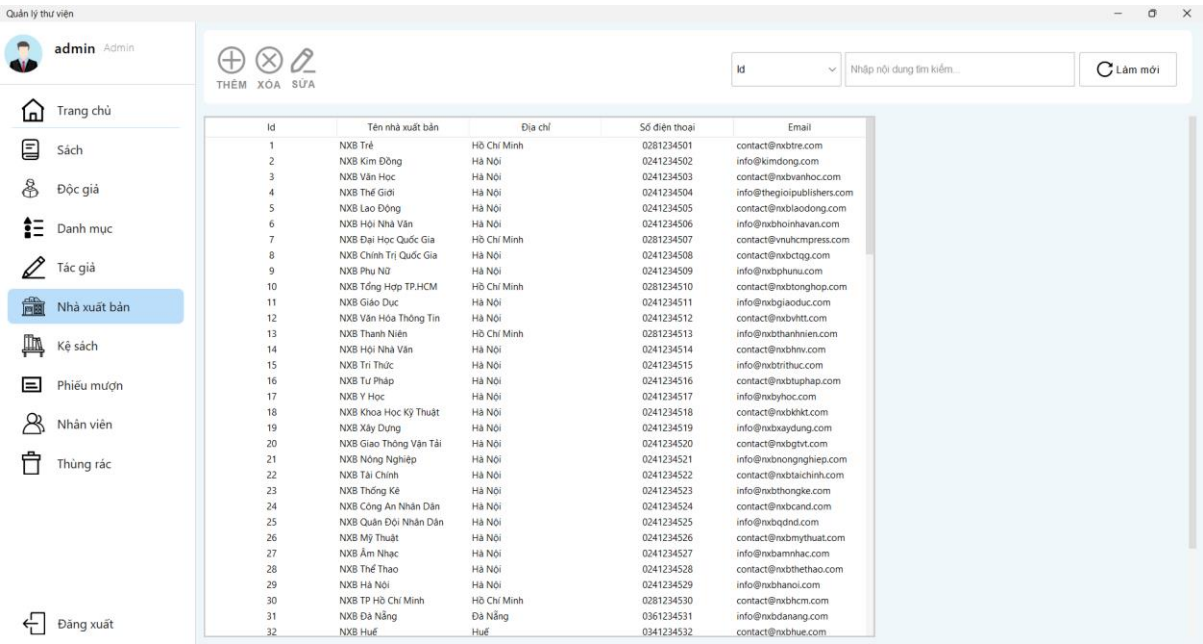 Quản lý thư viện
admin Admin
Trang chủ
Sách
Độc giả
Danh mục
Tác giả
Nhà xuất bản
Kệ sách
Phiếu mượn
Nhân viên
Thùng rác
Đăng xuất
THÊM XÓA SỬA
Id Nhập nội dung tìm kiếm... Làm mới
Id Tên nhà xuất bản Địa chỉ Số điện thoại Email
1 NXB Trẻ Hồ Chí Minh 0281234501 contact@nxbtre.com
2 NXB Kim Đồng Hà Nội 0241234502 info@kimdong.com
3 NXB Văn Học Hà Nội 0241234503 contact@nxbvanhoc.com
4 NXB Thế Giới Hà Nội 0241234504 info@thegioipublishers.com
5 NXB Lao Động Hà Nội 0241234505 contact@nxblaodong.com
6 NXB Hội Nhà Văn Hà Nội 0241234506 info@nxbhoinhavan.com
7 NXB Đại Học Quốc Gia Hồ Chí Minh 0281234507 contact@vnuhcmpress.com
8 NXB Chính Trị Quốc Gia Hà Nội 0241234508 contact@nxbctqg.com
9 NXB Phụ Nữ Hà Nội 0241234509 info@nxbphunu.com
10 NXB Tổng Hợp TP.HCM Hồ Chí Minh 0281234510 contact@nxbtonghop.com
11 NXB Giáo Dục Hà Nội 0241234511 info@nxbgiaoduc.com
12 NXB Văn Hóa Thông Tin Hà Nội 0241234512 contact@nxbvhtt.com
13 NXB Thanh Niên Hồ Chí Minh 0281234513 info@nxbthanhnien.com
14 NXB Hội Nhà Văn Hà Nội 0241234514 contact@nxbhnv.com
15 NXB Tri Thức Hà Nội 0241234515 info@nxbtrithuc.com
16 NXB Tư Pháp Hà Nội 0241234516 contact@nxbtuphap.com
17 NXB Y Học Hà Nội 0241234517 info@nxbyhoc.com
18 NXB Khoa Học Kỹ Thuật Hà Nội 0241234518 contact@nxbkhkt.com
19 NXB Xây Dựng Hà Nội 0241234519 info@nxbxaydung.com
20 NXB Giao Thông Vận Tải Hà Nội 0241234520 contact@nxbgtvt.com
21 NXB Nông Nghiệp Hà Nội 0241234521 info@nxbnongnghiep.com
22 NXB Tài Chính Hà Nội 0241234522 contact@nxbtaichinh.com
23 NXB Thống Kê Hà Nội 0241234523 info@nxbthongke.com
24 NXB Công An Nhân Dân Hà Nội 0241234524 contact@nxbcand.com
25 NXB Quân Đội Nhân Dân Hà Nội 0241234525 info@nxbqdnd.com
26 NXB Mỹ Thuật Hà Nội 0241234526 contact@nxbmythuat.com
27 NXB Âm Nhạc Hà Nội 0241234527 info@nxbamnhac.com
28 NXB Thể Thao Hà Nội 0241234528 contact@nxbthethao.com
29 NXB Hà Nội Hà Nội 0241234529 info@nxbhanoi.com
30 NXB TP Hồ Chí Minh Hồ Chí Minh 0281234530 contact@nxbhcm.com
31 NXB Đà Nẵng Đà Nẵng 0361234531 info@nxbdanang.com
32 NXB Huế Huế 0341234532 contact@nxbhue.com